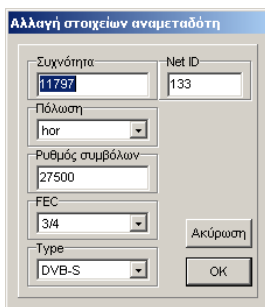 Αλλαγή στοιχείων αναμεταδότη
Συχνότητα
11797
Net ID
133
Πόλωση
hor
Ρυθμός συμβόλων
27500
FEC
3/4
Type
DVB-S
Ακύρωση
OK